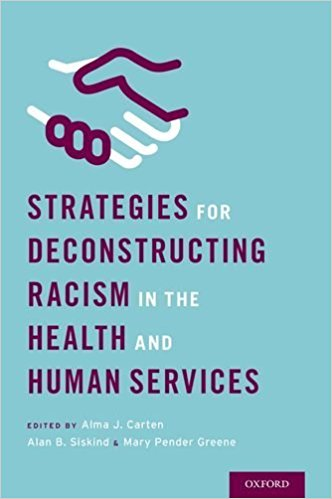 STRATEGIES FOR
DECONSTRUCTING
RACISM IN THE
HEALTH AND
HUMAN SERVICES
EDITED BY Alma J. Carten
Alan B. Siskind & Mary Pender Greene
OXFORD